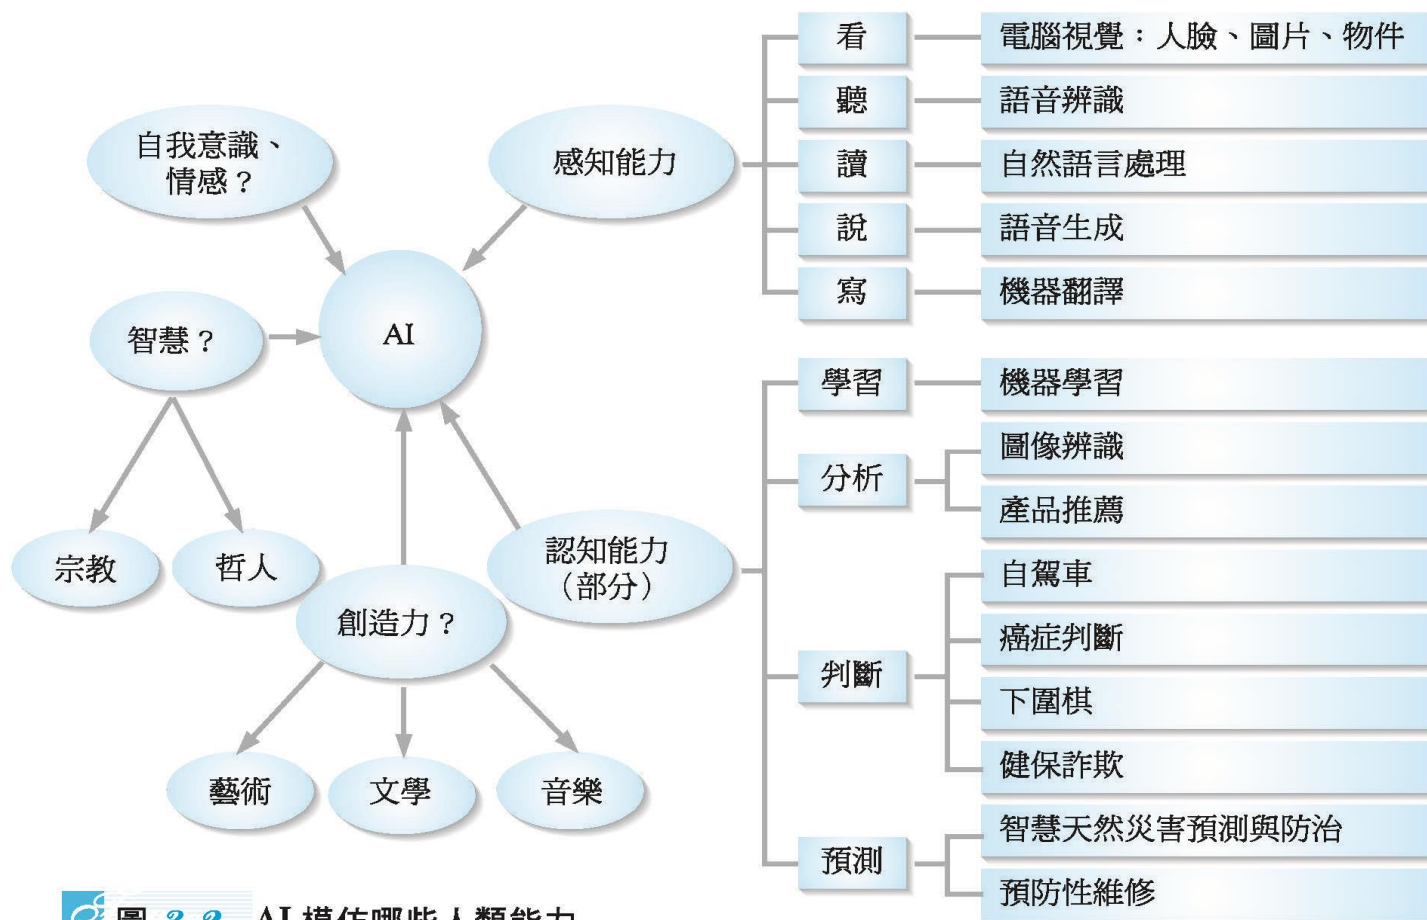 自我意識、
情感？
感知能力
AI
智慧？
宗教
哲人
創造力？
認知能力
（部分）
藝術
文學
音樂
看
電腦視覺：人臉、圖片、物件
聽
語音辨識
讀
自然語言處理
說
語音生成
寫
機器翻譯
學習
機器學習
分析
圖像辨識
產品推薦
判斷
自駕車
癌症判斷
下圍棋
健保詐欺
預測
智慧天然災害預測與防治
預防性維修
圖 2-2 AI 模仿哪些人類能力